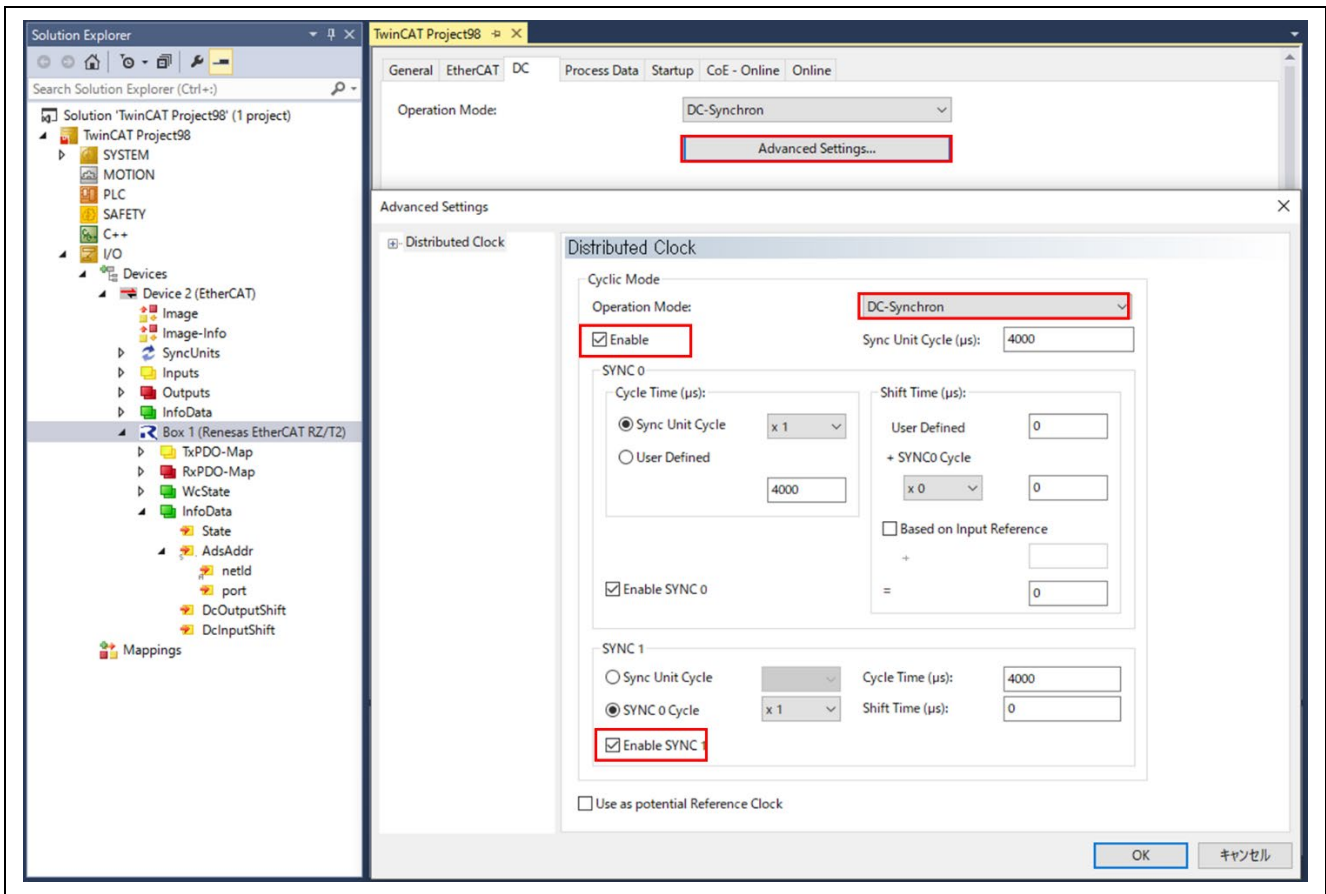 Solution Explorer
Search Solution Explorer (Ctrl+:)
Solution 'TwinCAT Project98' (1 project)
TwinCAT Project98
SYSTEM
MOTION
PLC
SAFETY
C++
I/O
Devices
Device 2 (EtherCAT)
Image
Image-Info
SyncUnits
Inputs
Outputs
InfoData
Box 1 (Renesas EtherCAT RZ/T2)
TxPDO-Map
RxPDO-Map
WcState
InfoData
State
AdsAddr
netId
port
DcOutputShift
DcInputShift
Mappings
TwinCAT Project98
General EtherCAT DC Process Data Startup CoE - Online Online
Operation Mode: DC-Synchron
Advanced Settings...
Advanced Settings
Distributed Clock
Distributed Clock
Cyclic Mode
Operation Mode: DC-Synchron
Enable Sync Unit Cycle (µs): 4000
SYNC 0
Cycle Time (µs): Shift Time (µs):
Sync Unit Cycle x 1 User Defined 0
User Defined + SYNC0 Cycle
4000 x 0 0
Based on Input Reference
+
Enable SYNC 0 = 0
SYNC 1
Sync Unit Cycle Cycle Time (µs): 4000
SYNC 0 Cycle x 1 Shift Time (µs): 0
Enable SYNC 1
Use as potential Reference Clock
OK キャンセル